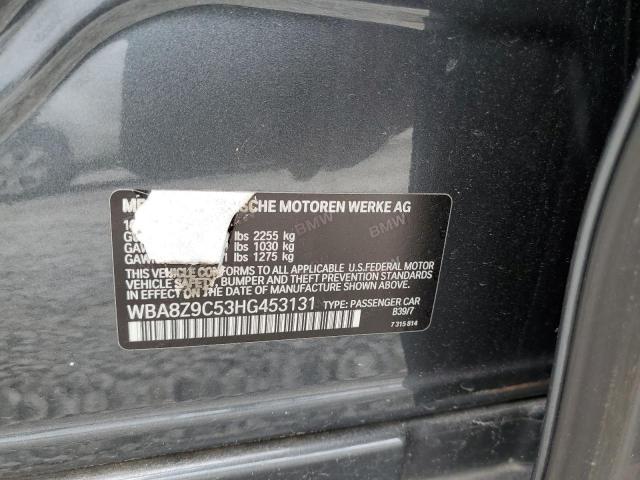 SCHE MOTOREN WERKE AG
lbs 2255 kg
lbs 1030 kg
lbs 1275 kg
THIS VEHICLE CONFORMS TO ALL APPLICABLE U.S.FEDERAL MOTOR
VEHICLE SAFETY, BUMPER AND THEFT PREVENTION STANDARDS
IN EFFECT ON THE DATE OF MANUFACTURE SHOWN ABOVE.
WBA8Z9C53HG453131 TYPE: PASSENGER CAR
B39/7
7 315 814
BMW
BMW